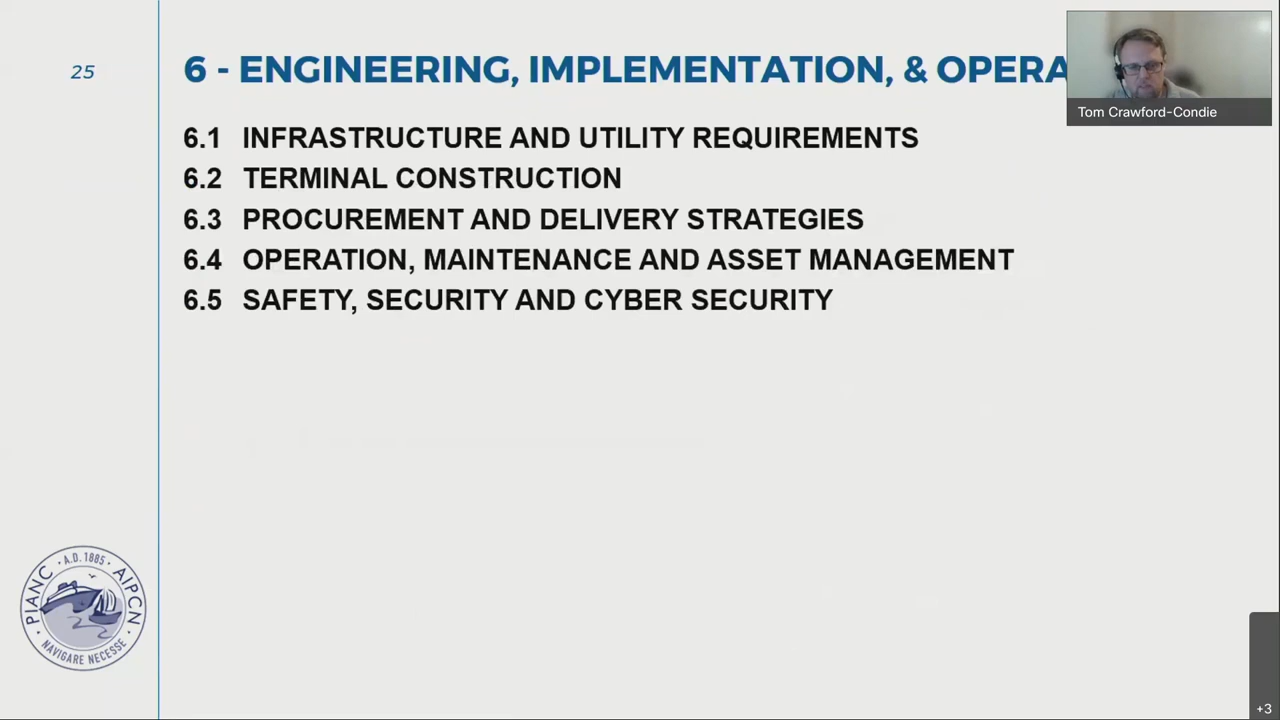 25
6 - ENGINEERING, IMPLEMENTATION, & OPERA
Tom Crawford-Condie
6.1 INFRASTRUCTURE AND UTILITY REQUIREMENTS
6.2 TERMINAL CONSTRUCTION
6.3 PROCUREMENT AND DELIVERY STRATEGIES
6.4 OPERATION, MAINTENANCE AND ASSET MANAGEMENT
6.5 SAFETY, SECURITY AND CYBER SECURITY
PIANC · A.D. 1885 · AIPCN
· NAVIGARE NECESSE ·
+3